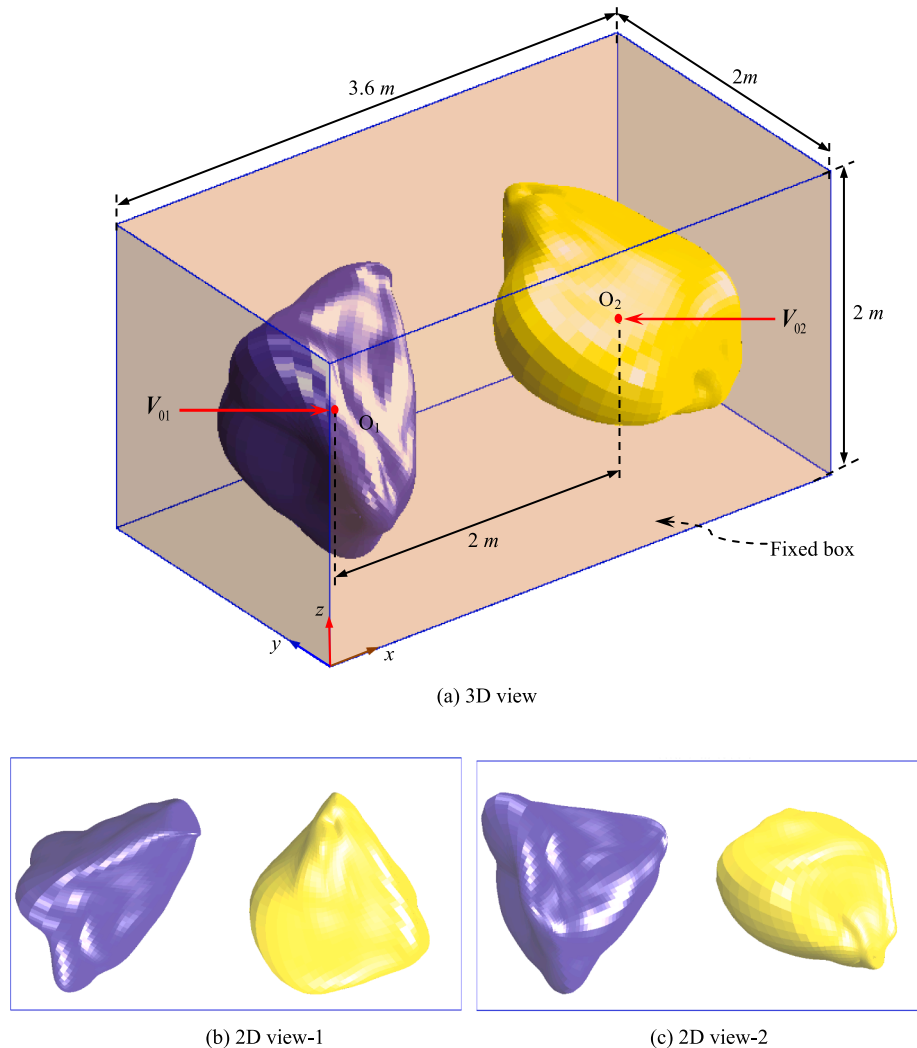 3.6 m
2m
O2
V02
2 m
V01
O1
2 m
Fixed box
z
y
x
(a) 3D view
(b) 2D view-1
(c) 2D view-2